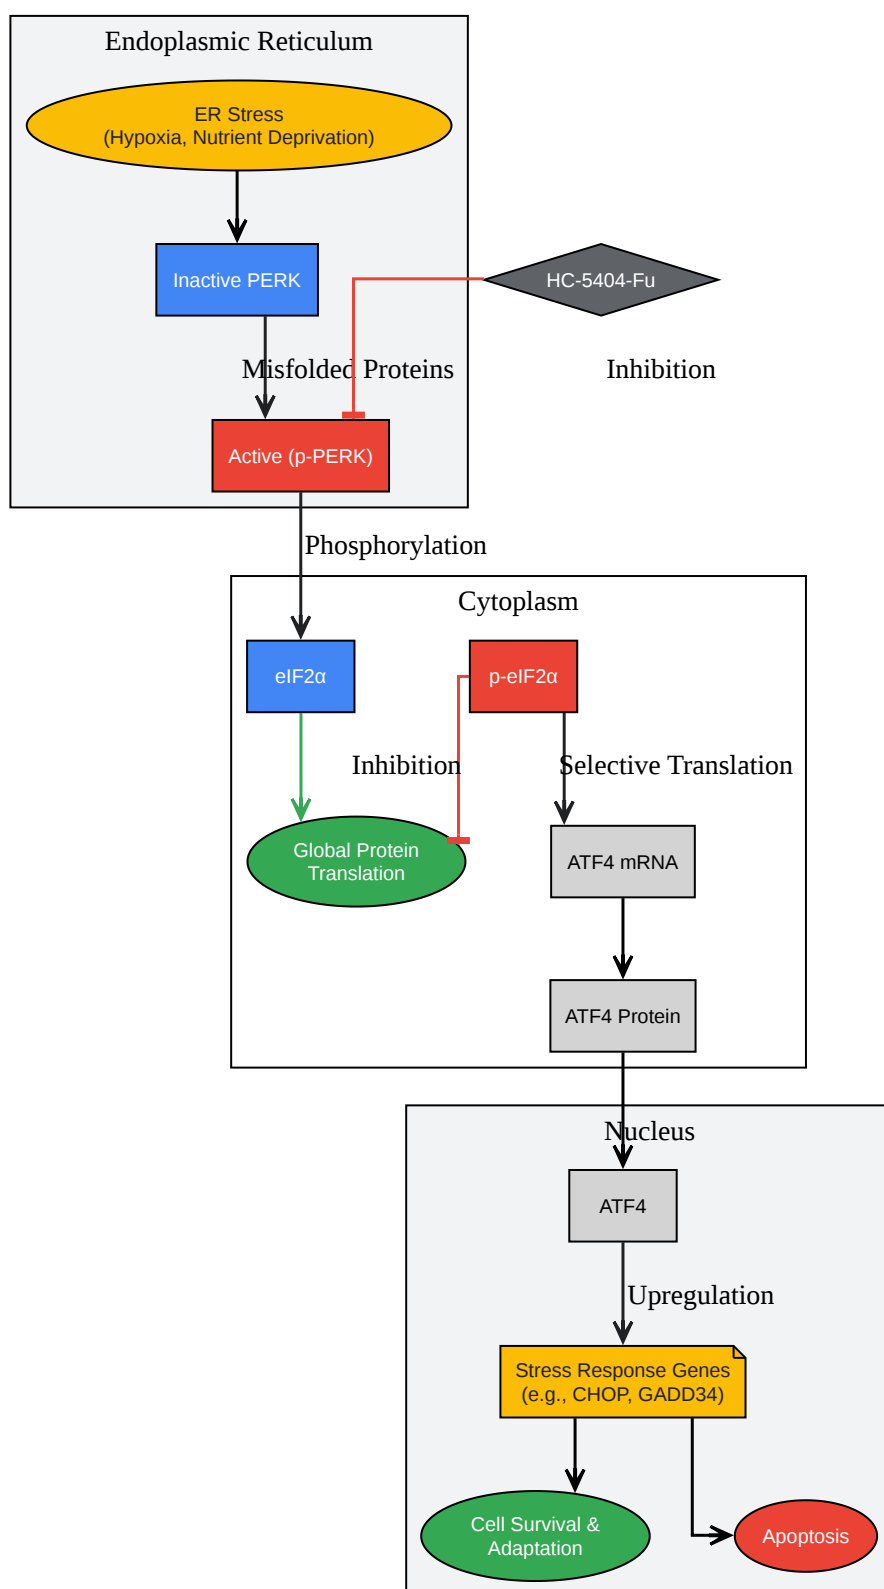 Endoplasmic Reticulum
ER Stress
(Hypoxia, Nutrient Deprivation)
Inactive PERK
HC-5404-Fu
Misfolded Proteins
Inhibition
Active (p-PERK)
Phosphorylation
Cytoplasm
eIF2α
p-eIF2α
Inhibition
Selective Translation
Global Protein
Translation
ATF4 mRNA
ATF4 Protein
Nucleus
ATF4
Upregulation
Stress Response Genes
(e.g., CHOP, GADD34)
Cell Survival &
Adaptation
Apoptosis